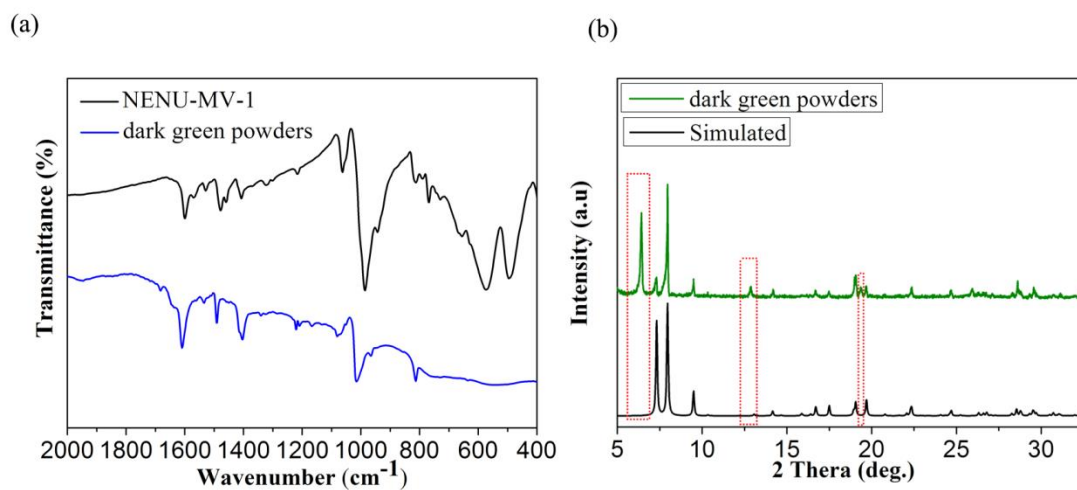 (a)
(b)
NENU-MV-1
dark green powders
Transmittance (%)
2000 1800 1600 1400 1200 1000 800 600 400
Wavenumber (cm-1)
dark green powders
Simulated
Intensity (a.u)
5 10 15 20 25 30
2 Thera (deg.)